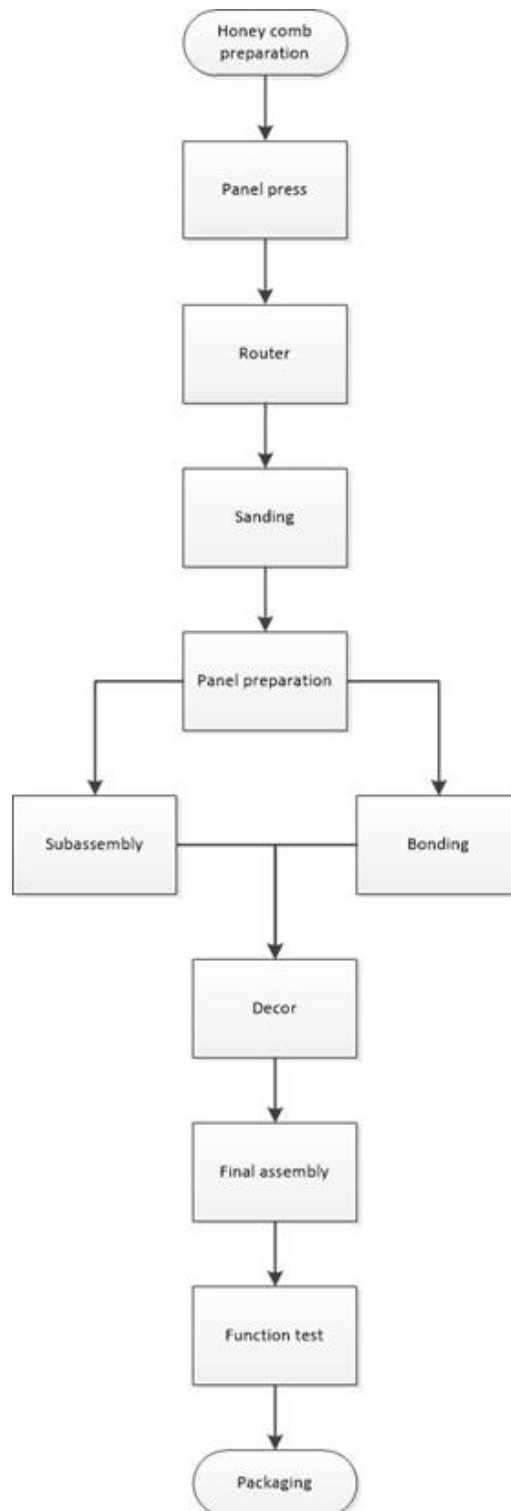 Honey comb
preparation
Panel press
Router
Sanding
Panel preparation
Subassembly
Bonding
Decor
Final assembly
Function test
Packaging